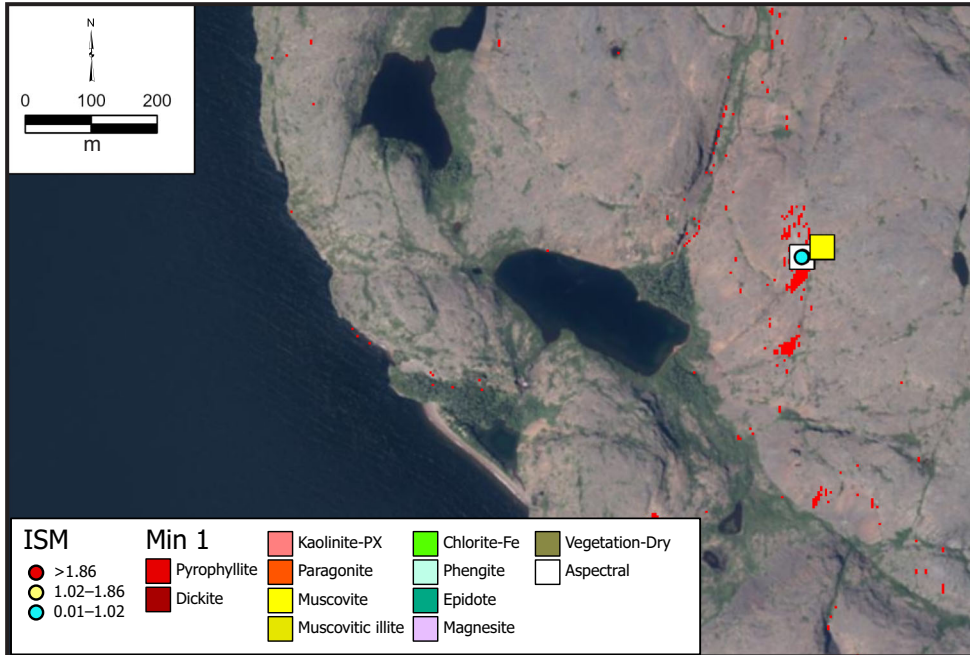 N
0 100 200
m
ISM
>1.86
1.02–1.86
0.01–1.02
Min 1
Pyrophyllite
Dickite
Kaolinite-PX
Paragonite
Muscovite
Muscovitic illite
Chlorite-Fe
Phengite
Epidote
Magnesite
Vegetation-Dry
Aspectral